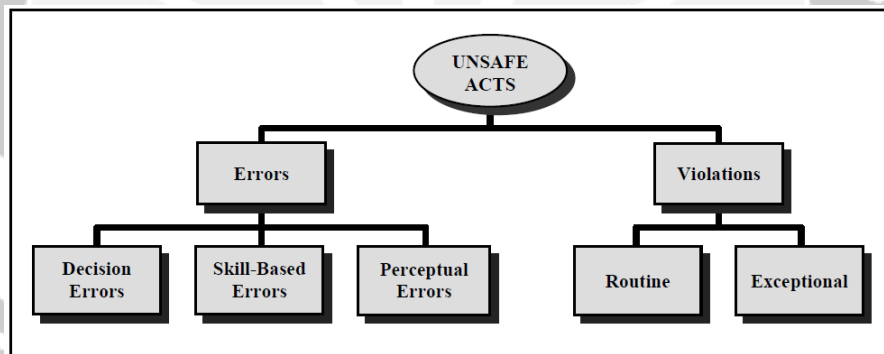 UNSAFE
ACTS
Errors
Violations
Decision
Errors
Skill-Based
Errors
Perceptual
Errors
Routine
Exceptional